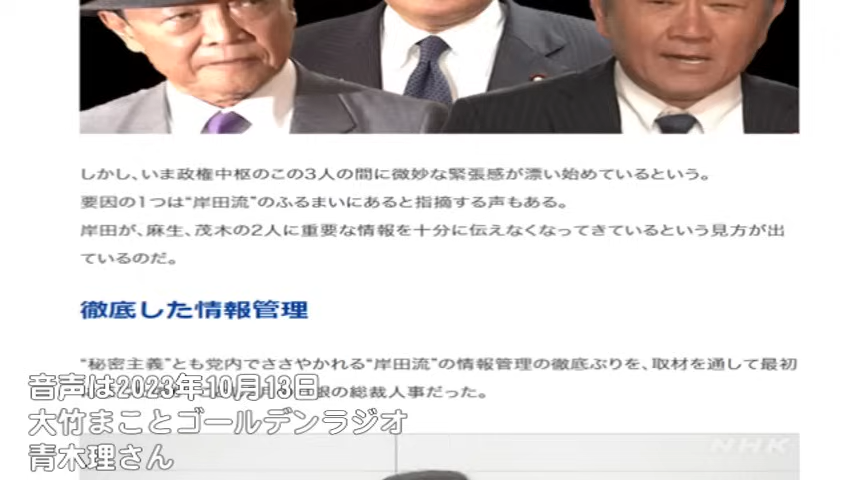 しかし、いま政権中枢のこの3人の間に微妙な緊張感が漂い始めているという。
要因の1つは“岸田流”のふるまいにあると指摘する声もある。
岸田が、麻生、茂木の2人に重要な情報を十分に伝えなくなってきているという見方が出
ているのだ。
徹底した情報管理
“秘密主義”とも党内でささやかれる“岸田流”の情報管理の徹底ぶりを、取材を通して最初
の総裁人事だった。
音声は2023年10月13日
大竹まことゴールデンラジオ
青木理さん
NHK